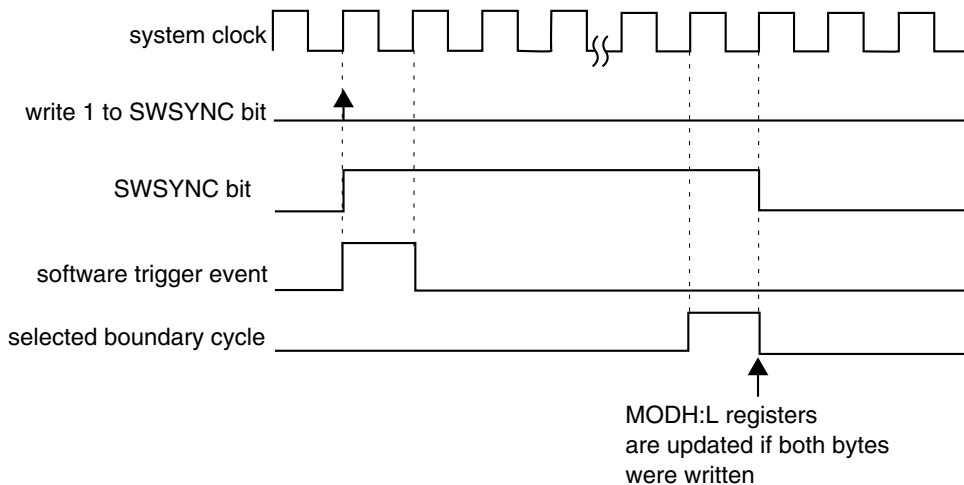 system clock
write 1 to SWSYNC bit
SWSYNC bit
software trigger event
selected boundary cycle
MODH:L registers
are updated if both bytes
were written